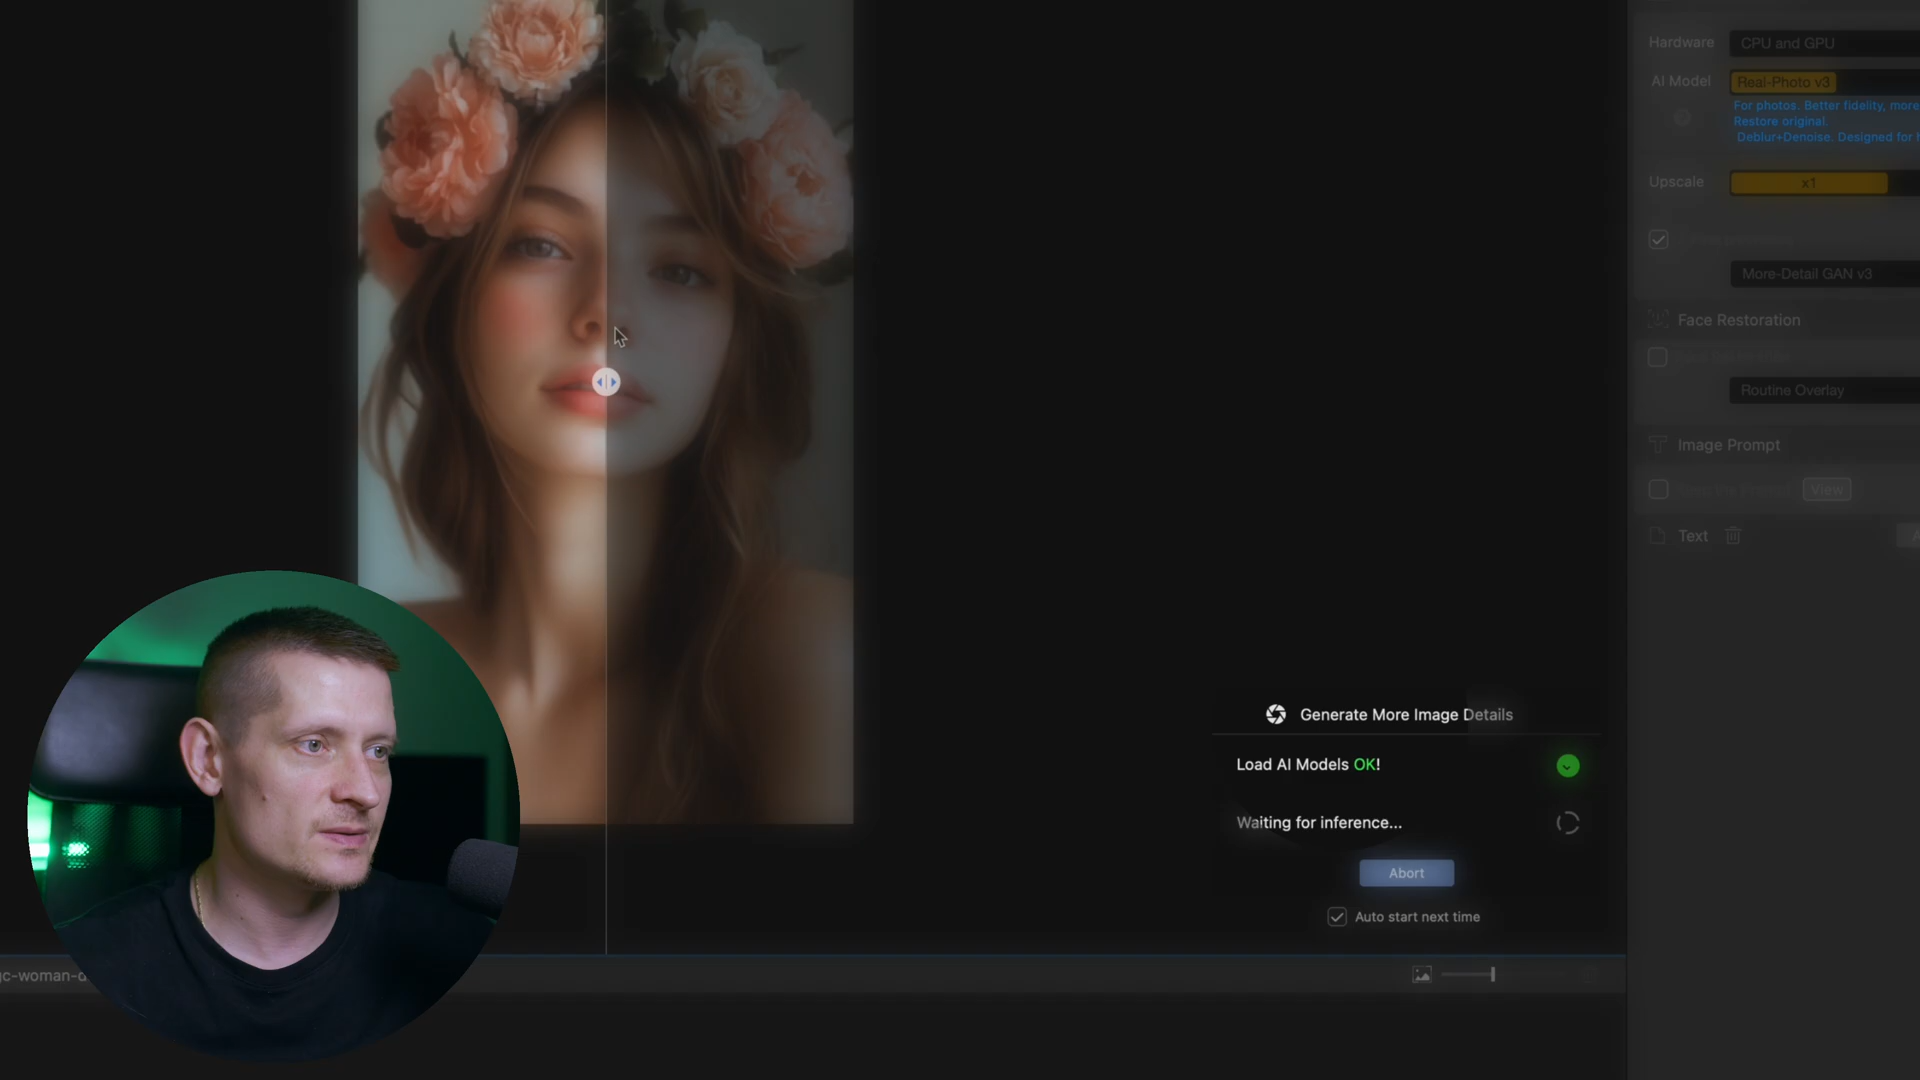 Hardware
CPU and GPU
AI Model
Real-Photo v3
For photos. Better fidelity, more
Restore original.
Deblur+Denoise. Designed for
Upscale
x1
More-Detail GAN v3
Face Restoration
Routine Overlay
Image Prompt
View
Text
Generate More Image Details
Load AI Models OK!
Waiting for inference...
Abort
Auto start next time
gc-woman-d